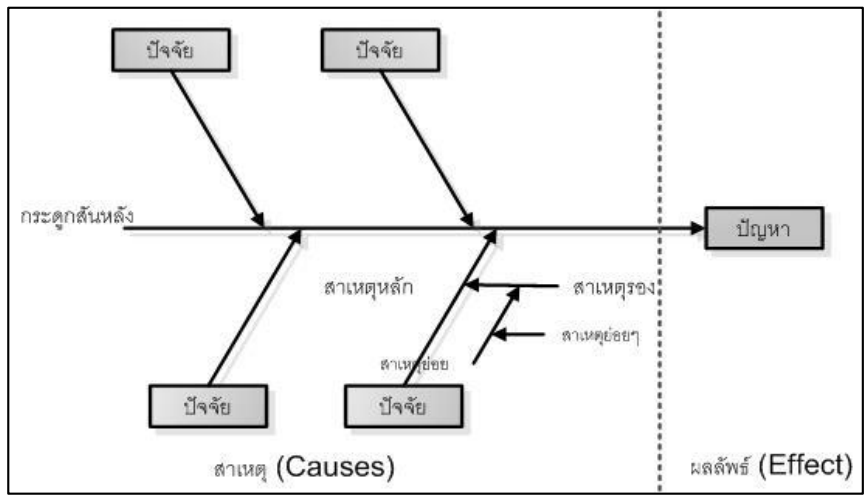 ปัจจัย
ปัจจัย
กระดูกสันหลัง
ปัญหา
สาเหตุหลัก
สาเหตุรอง
สาเหตุย่อยๆ
สาเหตุย่อย
ปัจจัย
ปัจจัย
สาเหตุ (Causes)
ผลลัพธ์ (Effect)